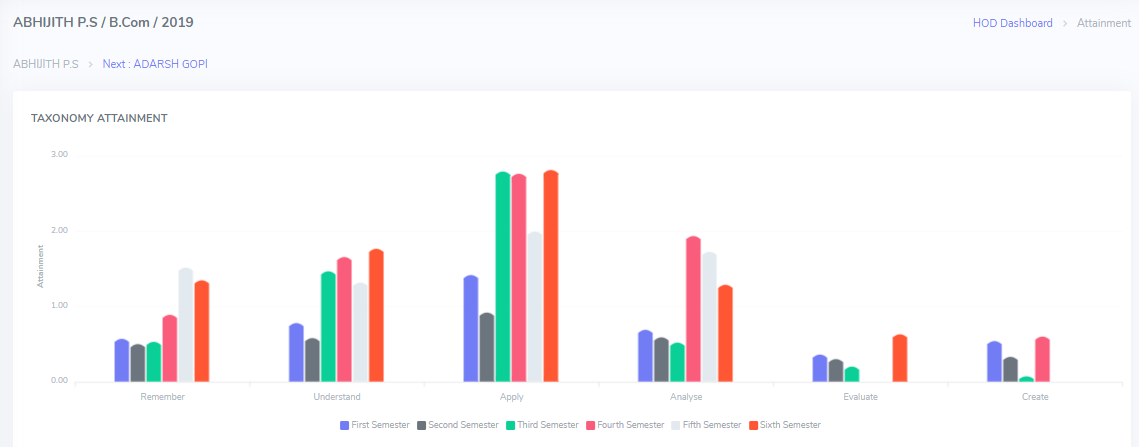 ABHIJITH P.S / B.Com / 2019
HOD Dashboard > Attainment
ABHIJITH P.S > Next : ADARSH GOPI
TAXONOMY ATTAINMENT
3.00
2.00
1.00
0.00
Attainment
Remember Understand Apply Analyse Evaluate Create
First Semester Second Semester Third Semester Fourth Semester Fifth Semester Sixth Semester